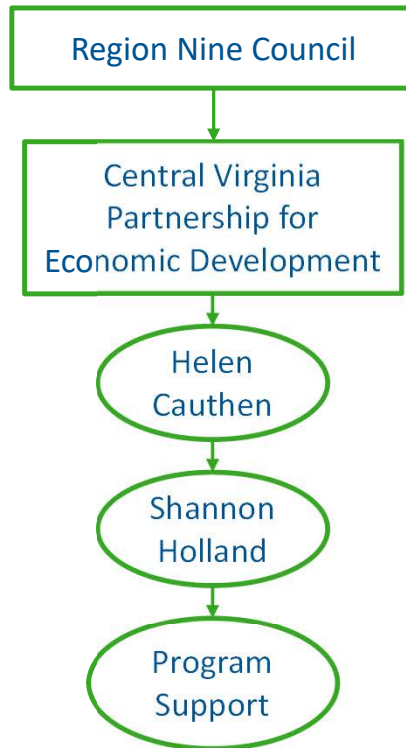 Region Nine Council
Central Virginia
Partnership for
Economic Development
Helen
Cauthen
Shannon
Holland
Program
Support